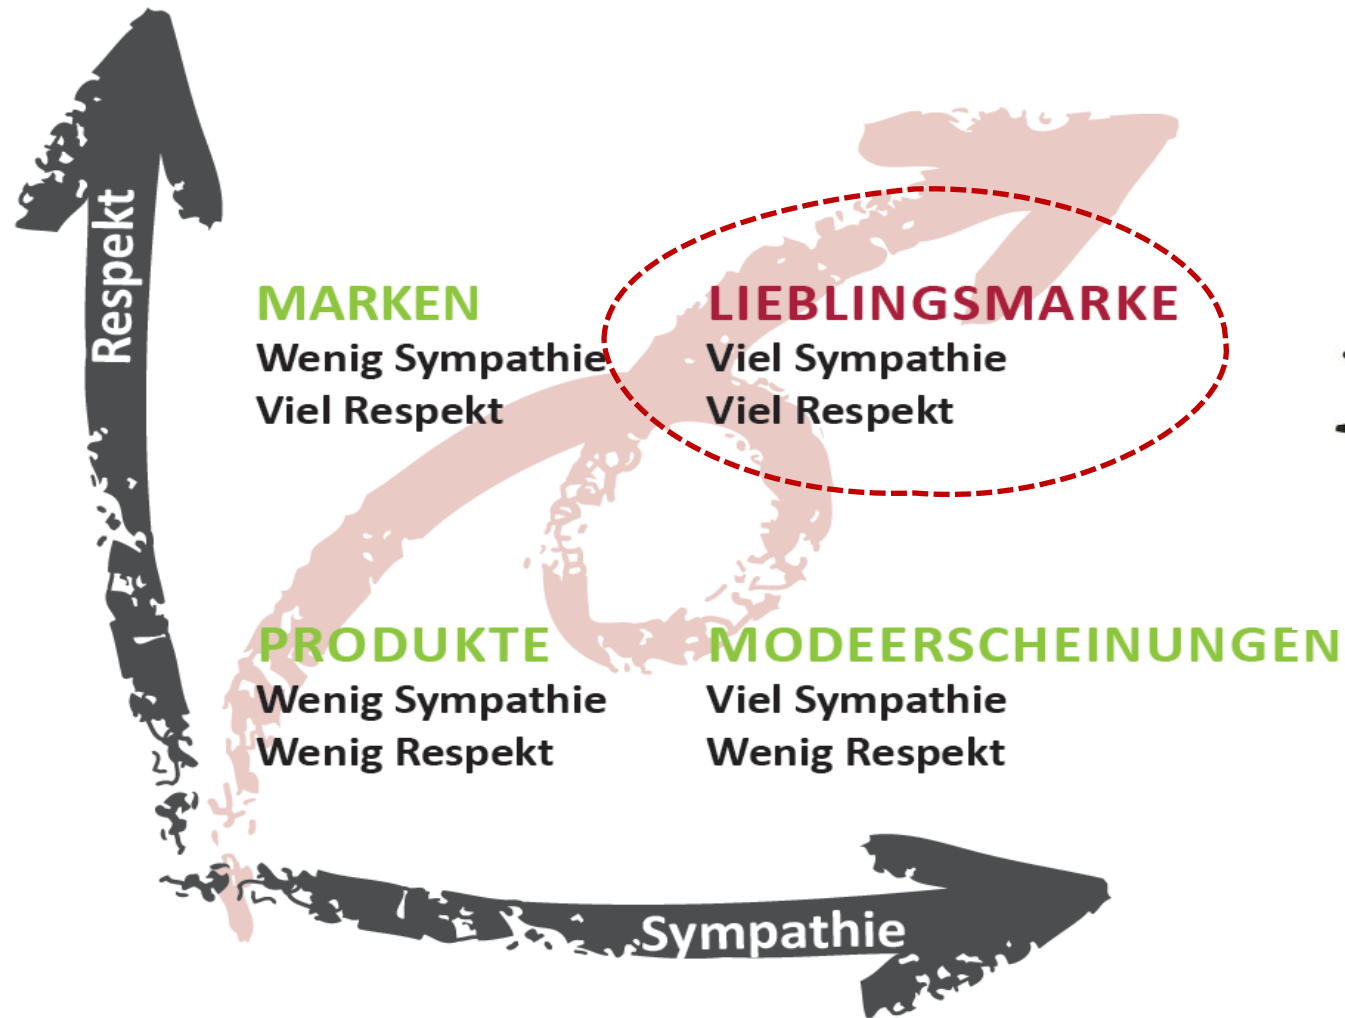 Respekt
MARKEN
Wenig Sympathie
Viel Respekt
LIEBLINGSMARKE
Viel Sympathie
Viel Respekt
PRODUKTE
Wenig Sympathie
Wenig Respekt
MODEERSCHEINUNGEN
Viel Sympathie
Wenig Respekt
Sympathie